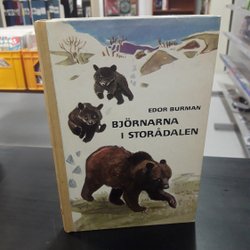 EDOR BURMAN
BJÖRNARNA
I STORÅDALEN